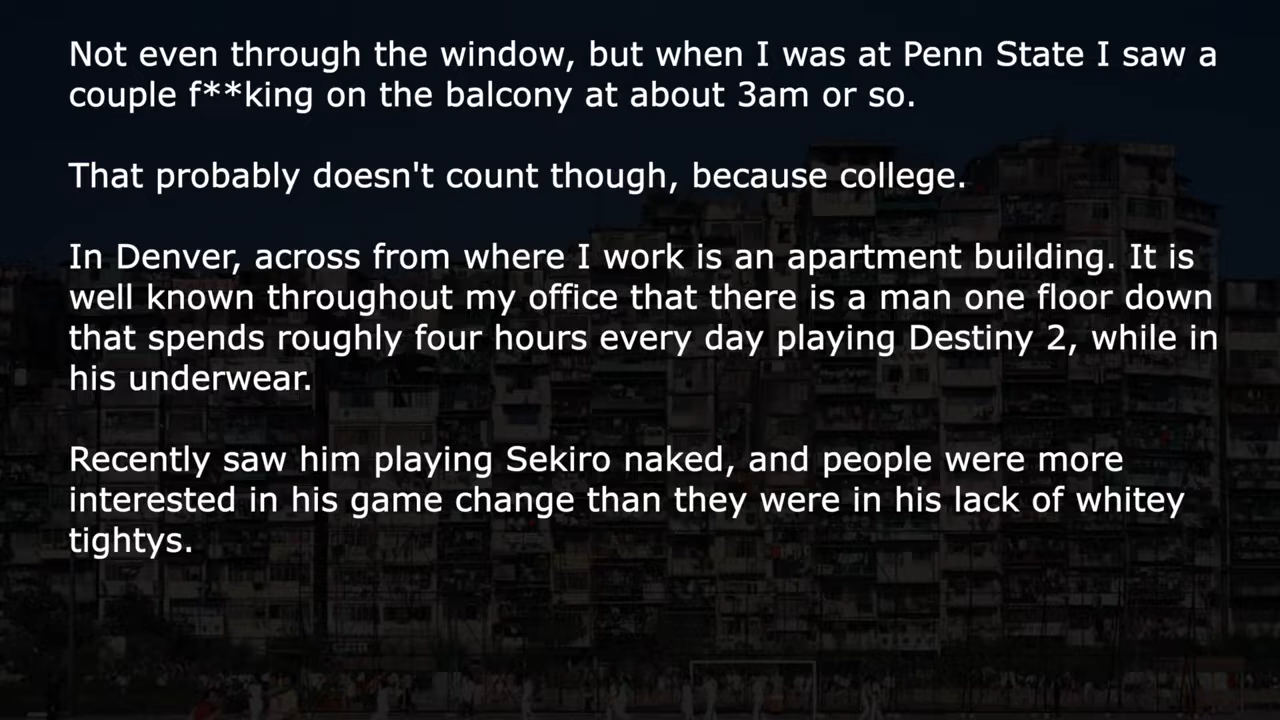 Not even through the window, but when I was at Penn State I saw a
couple f**king on the balcony at about 3am or so.
That probably doesn't count though, because college.
In Denver, across from where I work is an apartment building. It is
well known throughout my office that there is a man one floor down
that spends roughly four hours every day playing Destiny 2, while in
his underwear.
Recently saw him playing Sekiro naked, and people were more
interested in his game change than they were in his lack of whitey
tightys.